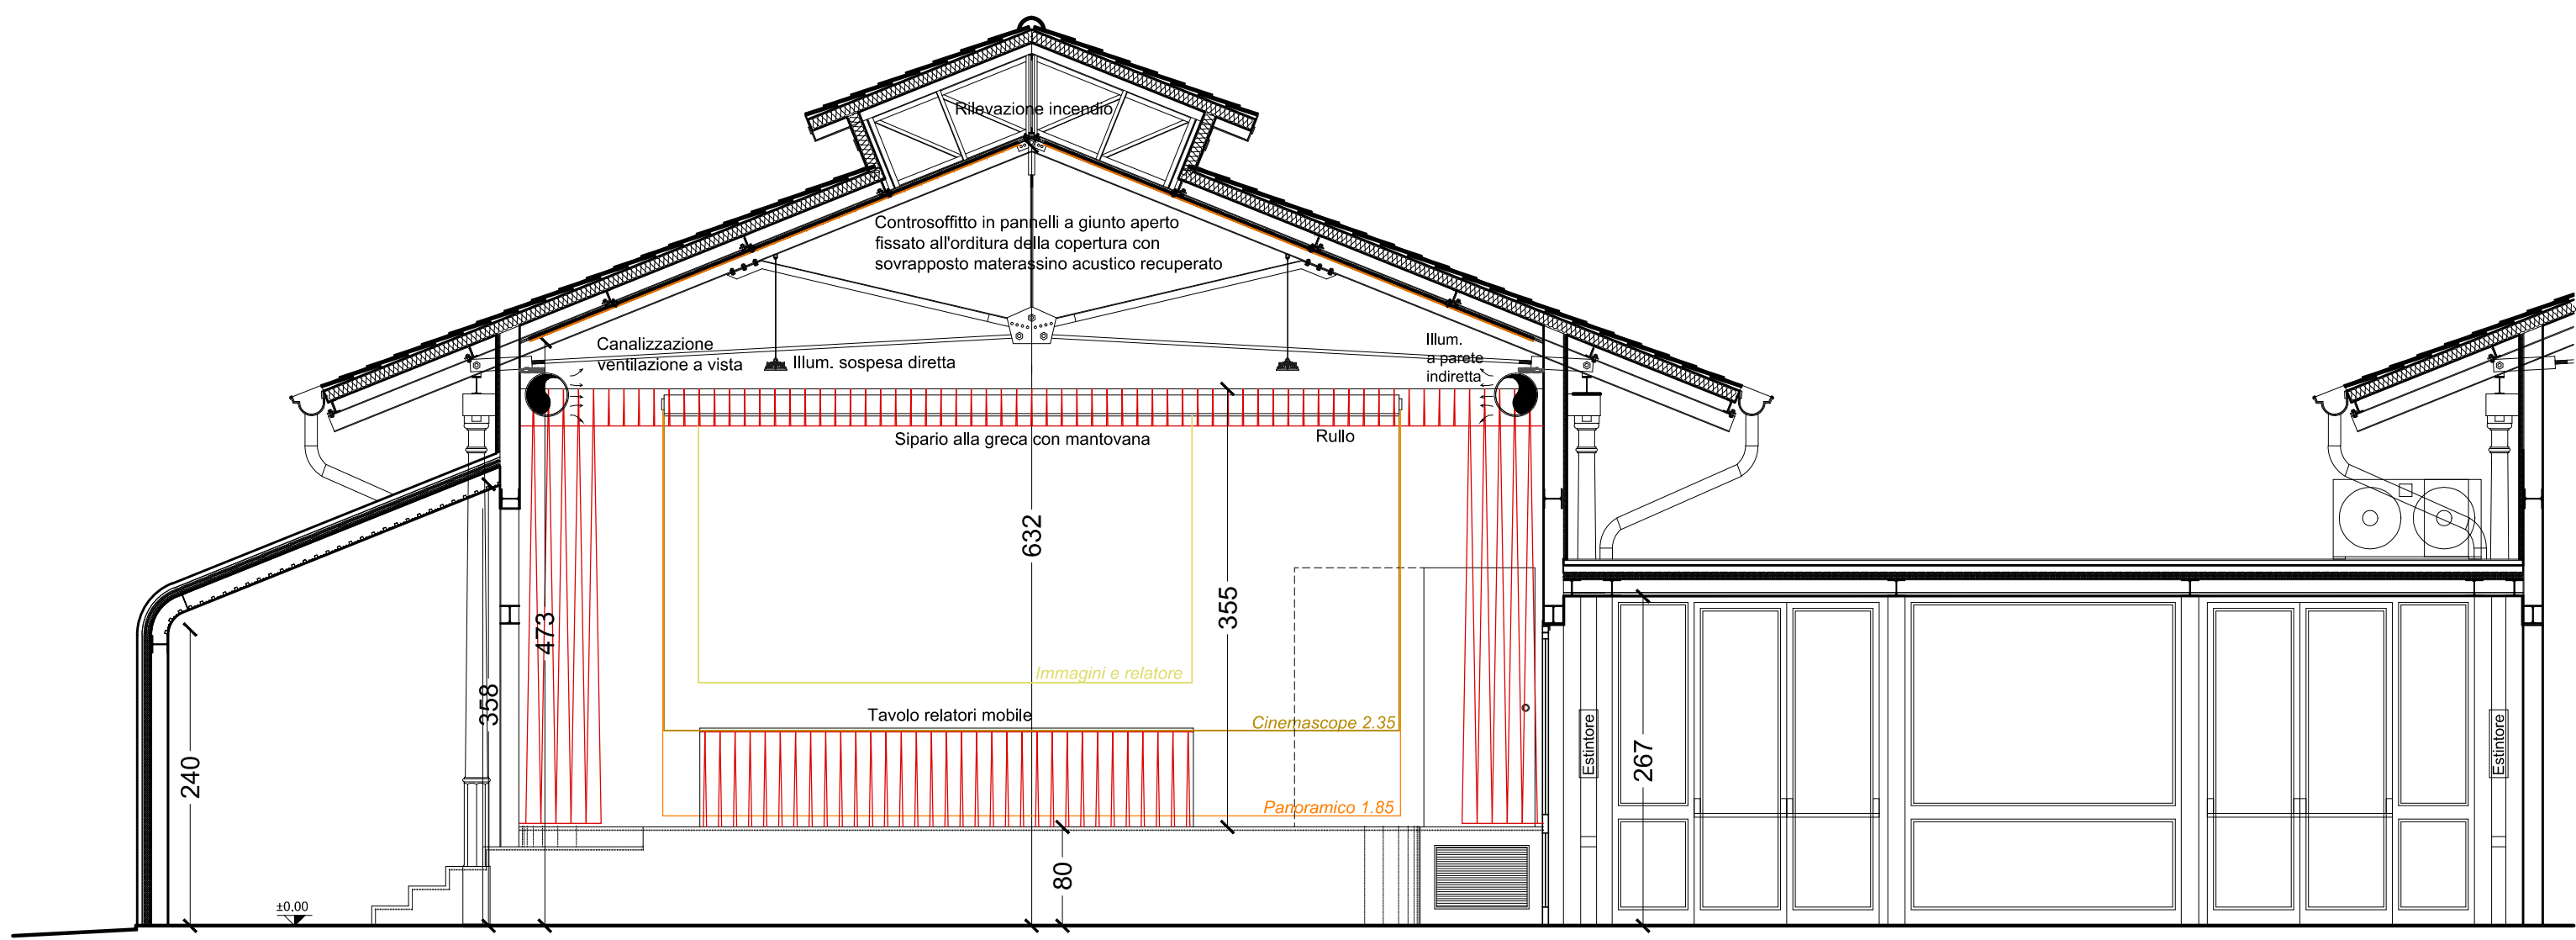 Rilevazione incendio
Controsoffitto in pannelli a giunto aperto
fissato all'orditura della copertura con
sovrapposto materassino acustico recuperato
Canalizzazione
ventilazione a vista
Illum. sospesa diretta
Illum.
a parete
indiretta
Sipario alla greca con mantovana
Rullo
632
355
473
358
240
Immagini e relatore
Tavolo relatori mobile
Cinemascope 2.35
Panoramico 1.85
80
267
Estintore
Estintore
±0.00